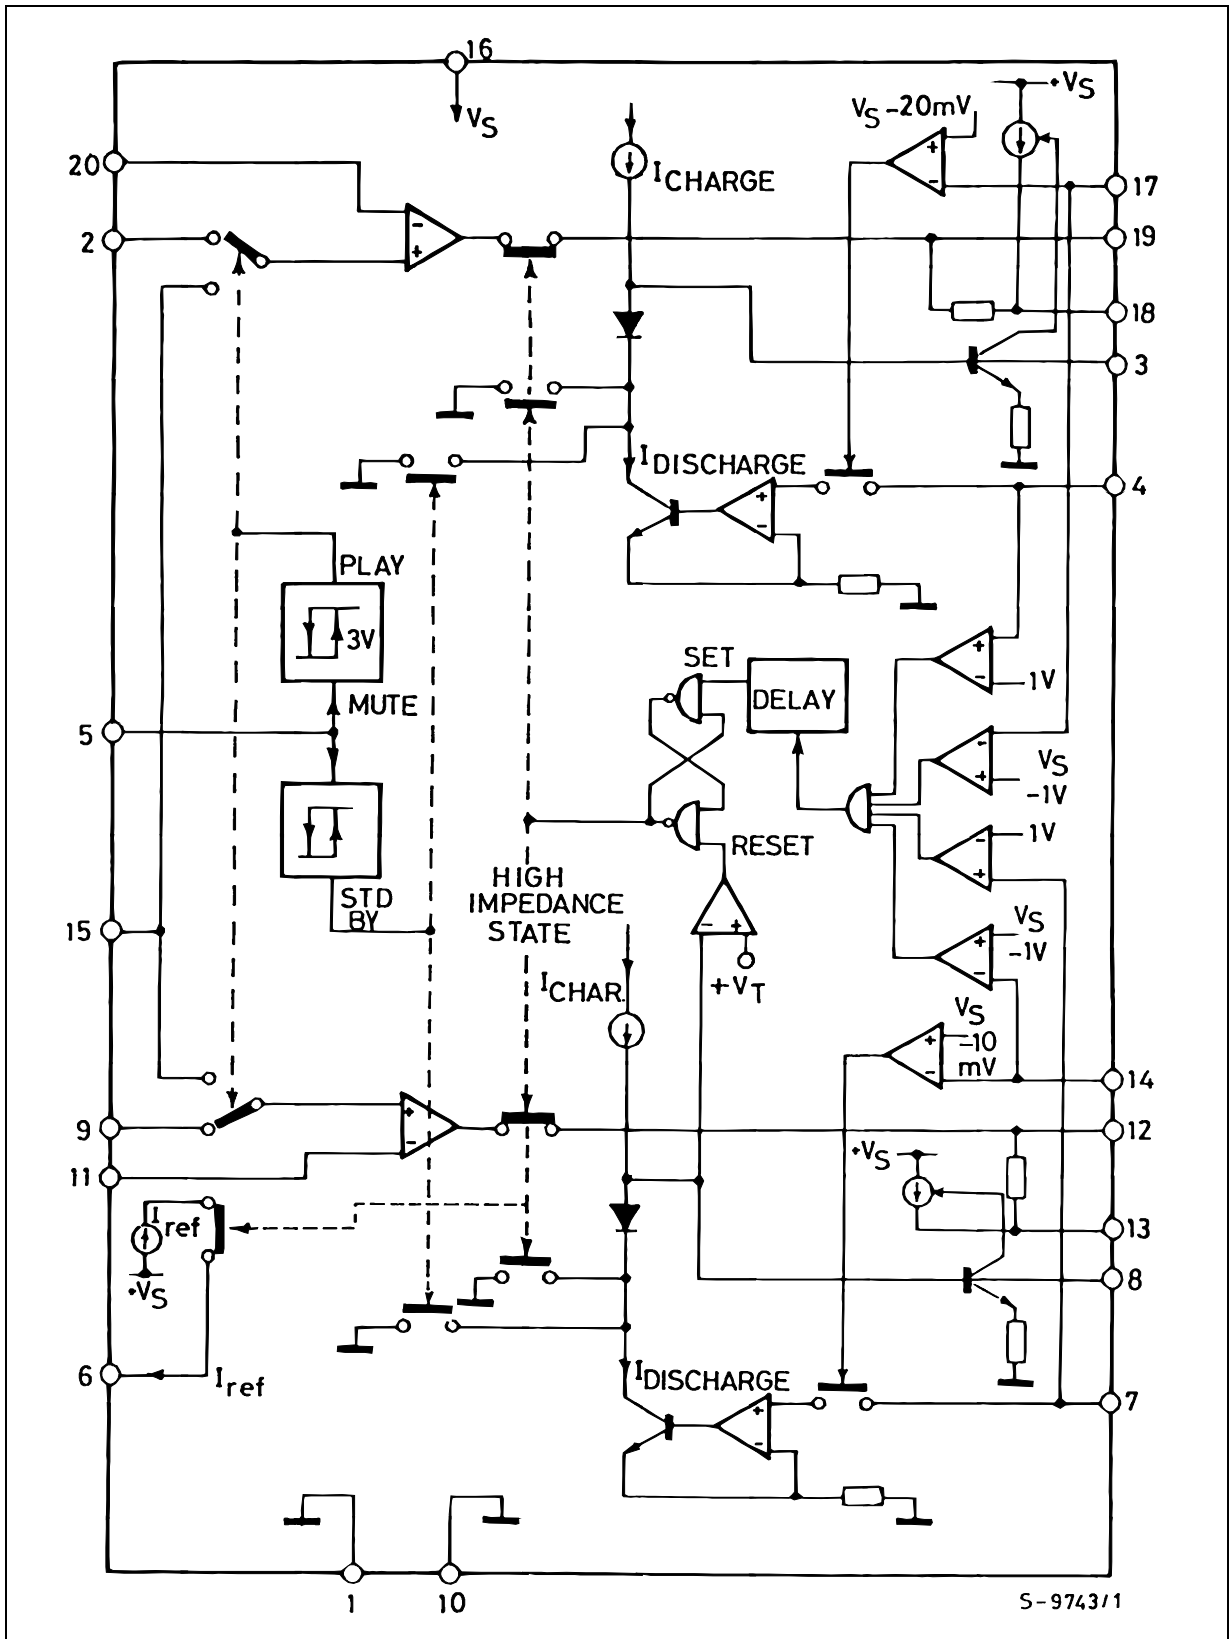 16
VS
+VS
VS -20mV
20
ICHARGE
-
+
+
-
17
2
19
18
3
IDISCHARGE
+
-
4
PLAY
3V
MUTE
SET
DELAY
+
-
1V
5
-
+
VS
-1V
RESET
-
+
1V
STD
BY
HIGH
IMPEDANCE
STATE
15
- +
+VT
VS
-1V
+
-
ICHAR.
VS
-10
mV
+
-
14
9
+
-
12
11
+VS
Iref
+VS
13
8
6
Iref
IDISCHARGE
+
-
7
1
10
S-9743/1